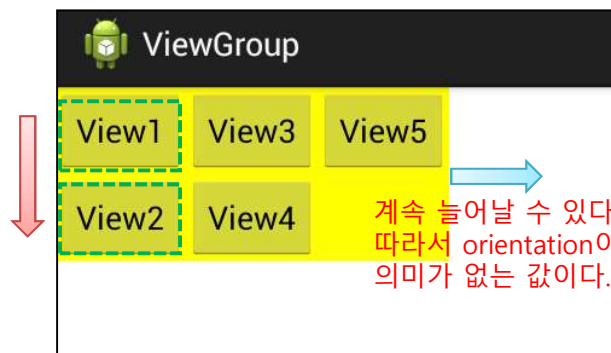 ViewGroup
View1 View3 View5
View2 View4
계속 늘어날 수 있다
따라서 orientation이
의미가 없는 값이다.